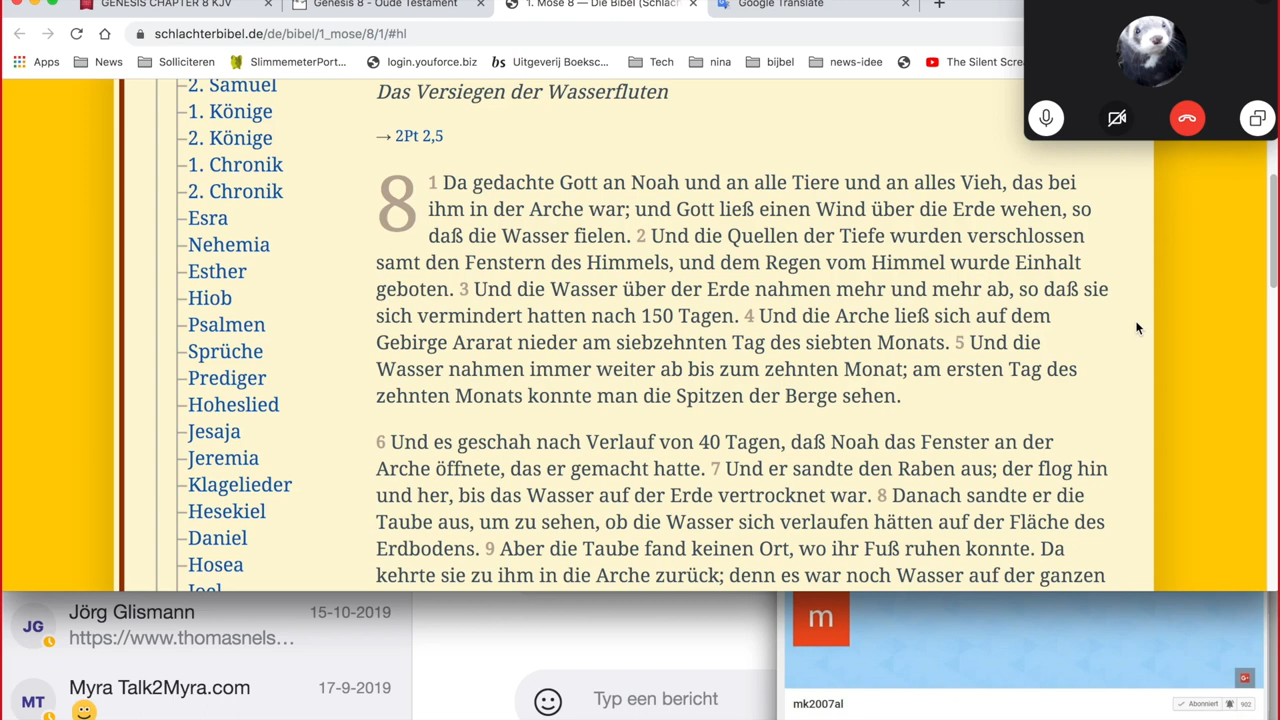 GENESIS CHAPTER 8 KJV
Genesis 8 - Oude Testament
1. Mose 8 — Die Bibel (Schlach
Google Translate
schlachterbibel.de/de/bibel/1_mose/8/1/#hl
Apps
News
Solliciteren
SlimmemeterPort...
login.youforce.biz
bs Uitgeverij Boeksc...
Tech
nina
bijbel
news-idee
The Silent Screa
2. Samuel
1. Könige
2. Könige
1. Chronik
2. Chronik
Esra
Nehemia
Esther
Hiob
Psalmen
Sprüche
Prediger
Hoheslied
Jesaja
Jeremia
Klagelieder
Hesekiel
Daniel
Hosea
Joel
Das Versiegen der Wasserfluten
→ 2Pt 2,5
8 1 Da gedachte Gott an Noah und an alle Tiere und an alles Vieh, das bei
ihm in der Arche war; und Gott ließ einen Wind über die Erde wehen, so
daß die Wasser fielen. 2 Und die Quellen der Tiefe wurden verschlossen
samt den Fenstern des Himmels, und dem Regen vom Himmel wurde Einhalt
geboten. 3 Und die Wasser über der Erde nahmen mehr und mehr ab, so daß sie
sich vermindert hatten nach 150 Tagen. 4 Und die Arche ließ sich auf dem
Gebirge Ararat nieder am siebzehnten Tag des siebten Monats. 5 Und die
Wasser nahmen immer weiter ab bis zum zehnten Monat; am ersten Tag des
zehnten Monats konnte man die Spitzen der Berge sehen.
6 Und es geschah nach Verlauf von 40 Tagen, daß Noah das Fenster an der
Arche öffnete, das er gemacht hatte. 7 Und er sandte den Raben aus; der flog hin
und her, bis das Wasser auf der Erde vertrocknet war. 8 Danach sandte er die
Taube aus, um zu sehen, ob die Wasser sich verlaufen hätten auf der Fläche des
Erdbodens. 9 Aber die Taube fand keinen Ort, wo ihr Fuß ruhen konnte. Da
kehrte sie zu ihm in die Arche zurück; denn es war noch Wasser auf der ganzen
JG
Jörg Glismann
15-10-2019
https://www.thomasnels...
MT
Myra Talk2Myra.com
17-9-2019
Typ een bericht
m
mk2007al
Abonniert
902